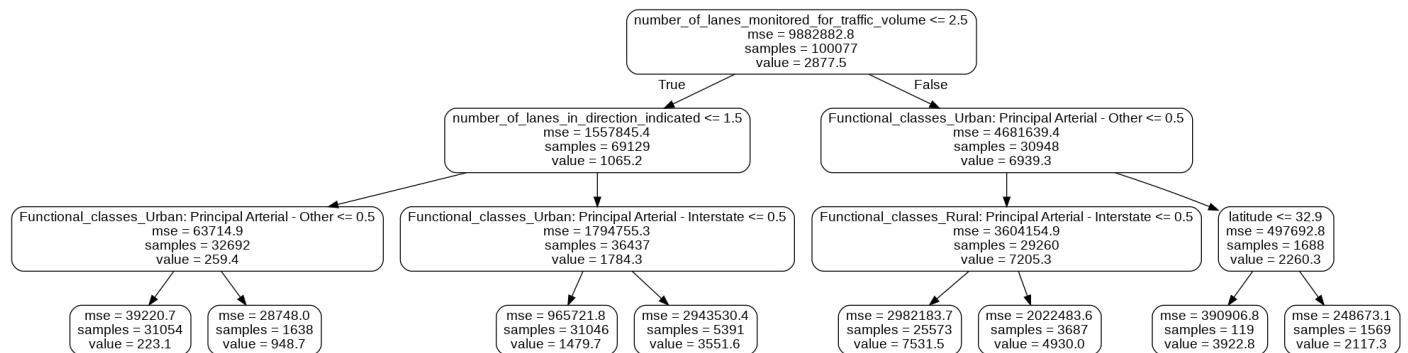 number_of_lanes_monitored_for_traffic_volume <= 2.5
mse = 9882882.8
samples = 100077
value = 2877.5
True
False
number_of_lanes_in_direction_indicated <= 1.5
mse = 1557845.4
samples = 69129
value = 1065.2
Functional_classes_Urban: Principal Arterial - Other <= 0.5
mse = 4681639.4
samples = 30948
value = 6939.3
Functional_classes_Urban: Principal Arterial - Other <= 0.5
mse = 63714.9
samples = 32692
value = 259.4
Functional_classes_Urban: Principal Arterial - Interstate <= 0.5
mse = 1794755.3
samples = 36437
value = 1784.3
Functional_classes_Rural: Principal Arterial - Interstate <= 0.5
mse = 3604154.9
samples = 29260
value = 7205.3
latitude <= 32.9
mse = 497692.8
samples = 1688
value = 2260.3
mse = 39220.7
samples = 31054
value = 223.1
mse = 28748.0
samples = 1638
value = 948.7
mse = 965721.8
samples = 31046
value = 1479.7
mse = 2943530.4
samples = 5391
value = 3551.6
mse = 2982183.7
samples = 25573
value = 7531.5
mse = 2022483.6
samples = 3687
value = 4930.0
mse = 390906.8
samples = 119
value = 3922.8
mse = 248673.1
samples = 1569
value = 2117.3